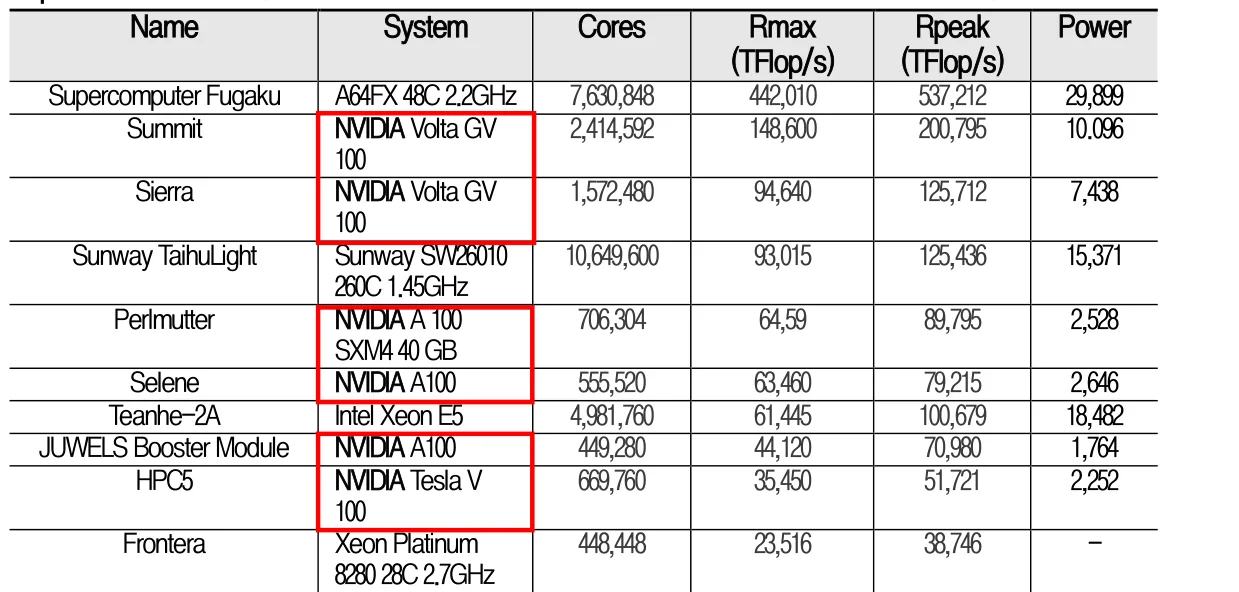 Name System Cores Rmax Rpeak Power
(TFlop/s) (TFlop/s)
Supercomputer Fugaku A64FX 48C 2.2GHz 7,630,848 442,010 537,212 29,899
Summit NVIDIA Volta GV 2,414,592 148,600 200,795 10.096
100
Sierra NVIDIA Volta GV 1,572,480 94,640 125,712 7,438
100
Sunway TaihuLight Sunway SW26010 10,649,600 93,015 125,436 15,371
260C 1.45GHz
Perlmutter NVIDIA A 100 706,304 64,59 89,795 2,528
SXM4 40 GB
Selene NVIDIA A100 555,520 63,460 79,215 2,646
Teanhe-2A Intel Xeon E5 4,981,760 61,445 100,679 18,482
JUWELS Booster Module NVIDIA A100 449,280 44,120 70,980 1,764
HPC5 NVIDIA Tesla V 669,760 35,450 51,721 2,252
100
Frontera Xeon Platinum 448,448 23,516 38,746 -
8280 28C 2.7GHz